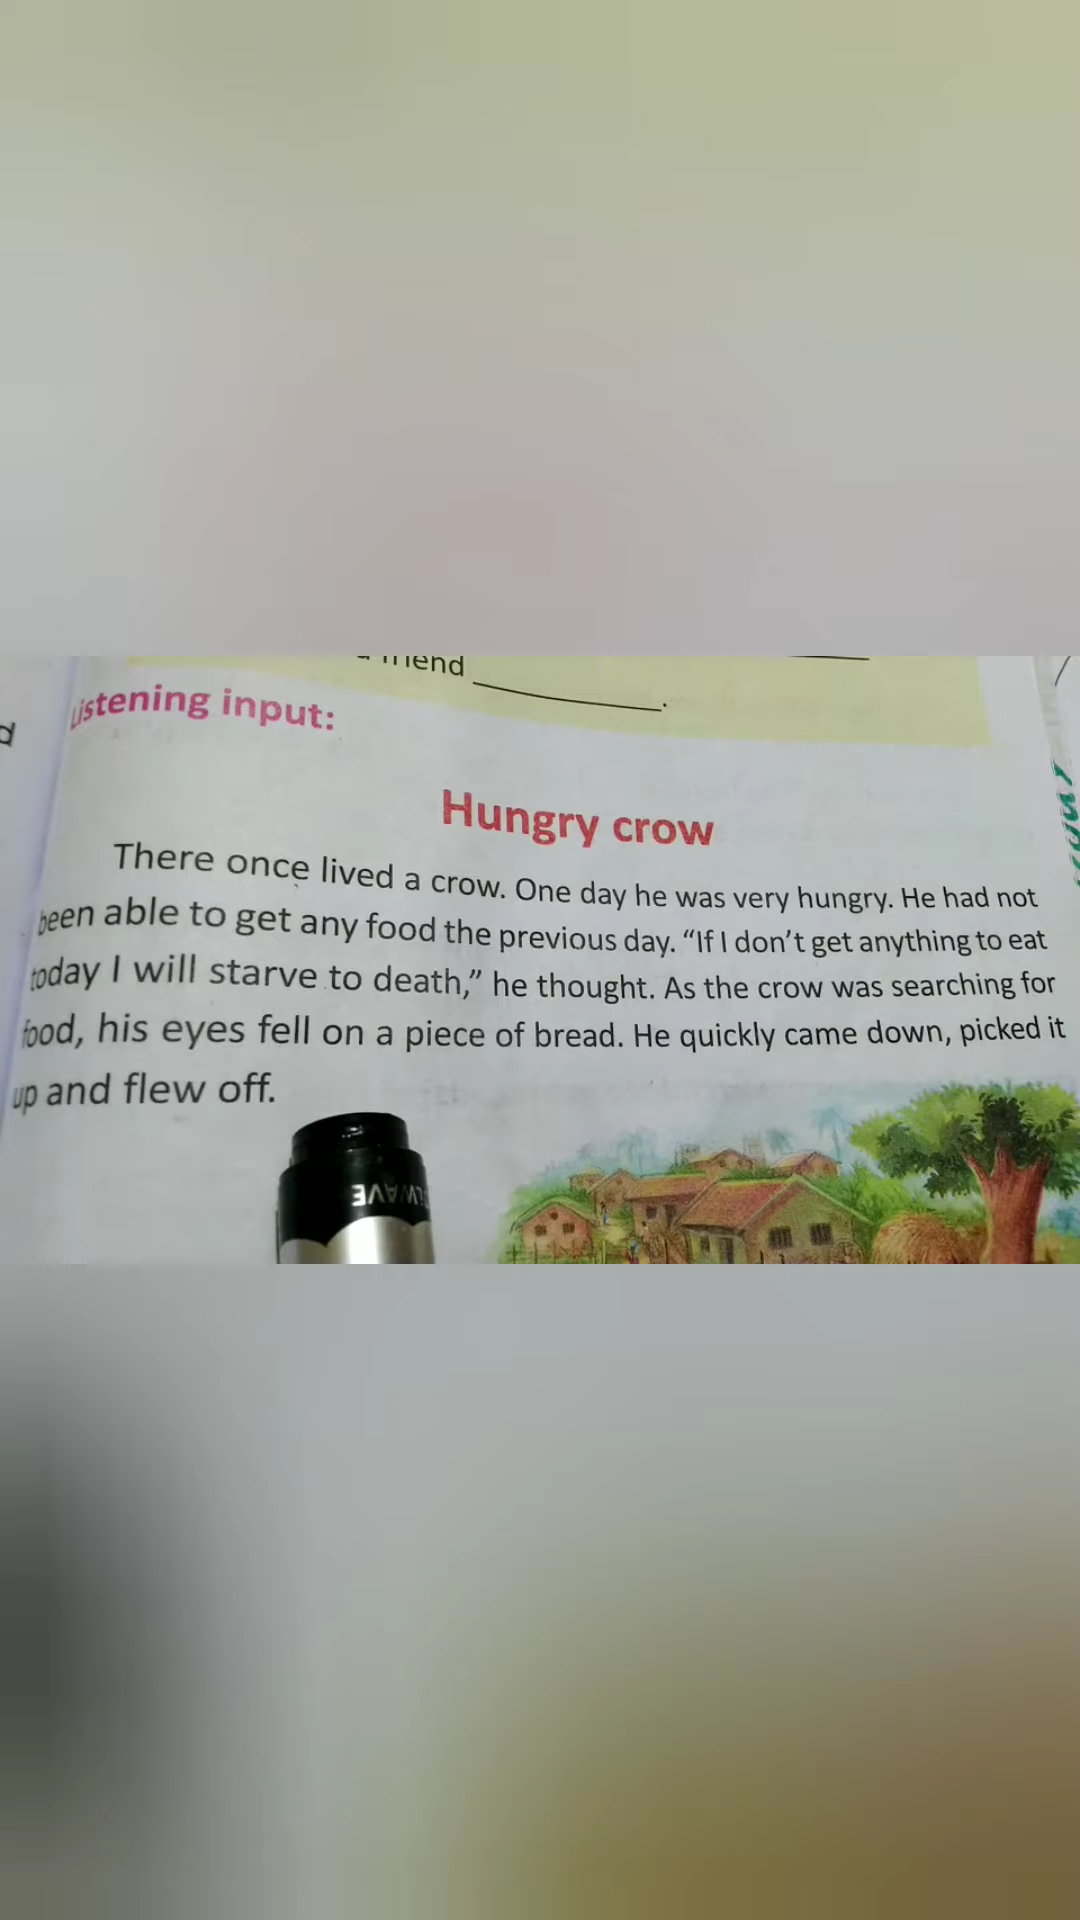 friend ____________.
Listening input:
Hungry crow
There once lived a crow. One day he was very hungry. He had not
been able to get any food the previous day. “If I don’t get anything to eat
today I will starve to death,” he thought. As the crow was searching for
food, his eyes fell on a piece of bread. He quickly came down, picked it
up and flew off.